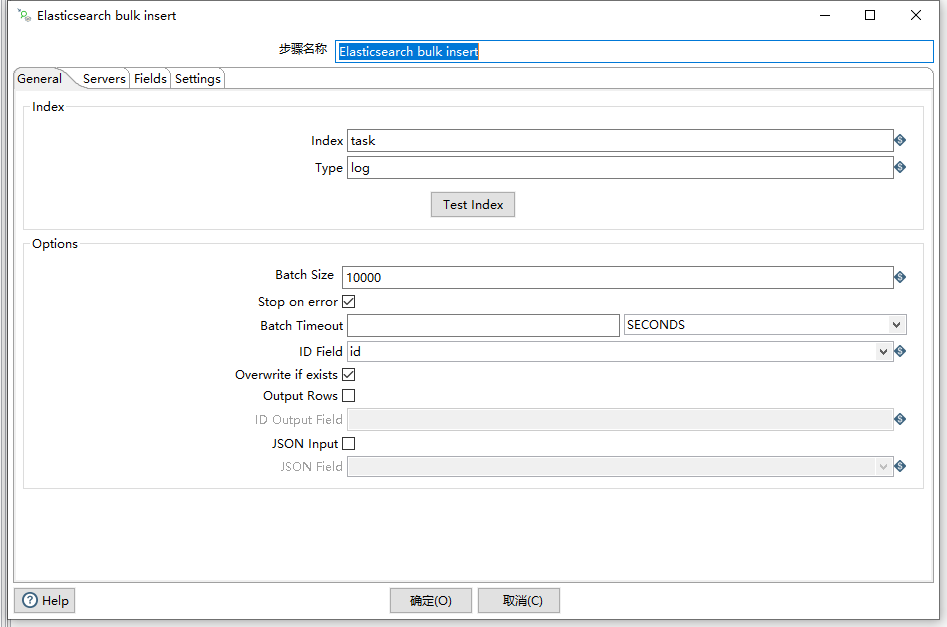 Elasticsearch bulk insert
步骤名称 Elasticsearch bulk insert
General Servers Fields Settings
Index
Index task
Type log
Test Index
Options
Batch Size 10000
Stop on error
Batch Timeout SECONDS
ID Field id
Overwrite if exists
Output Rows
ID Output Field
JSON Input
JSON Field
Help 确定(O) 取消(C)